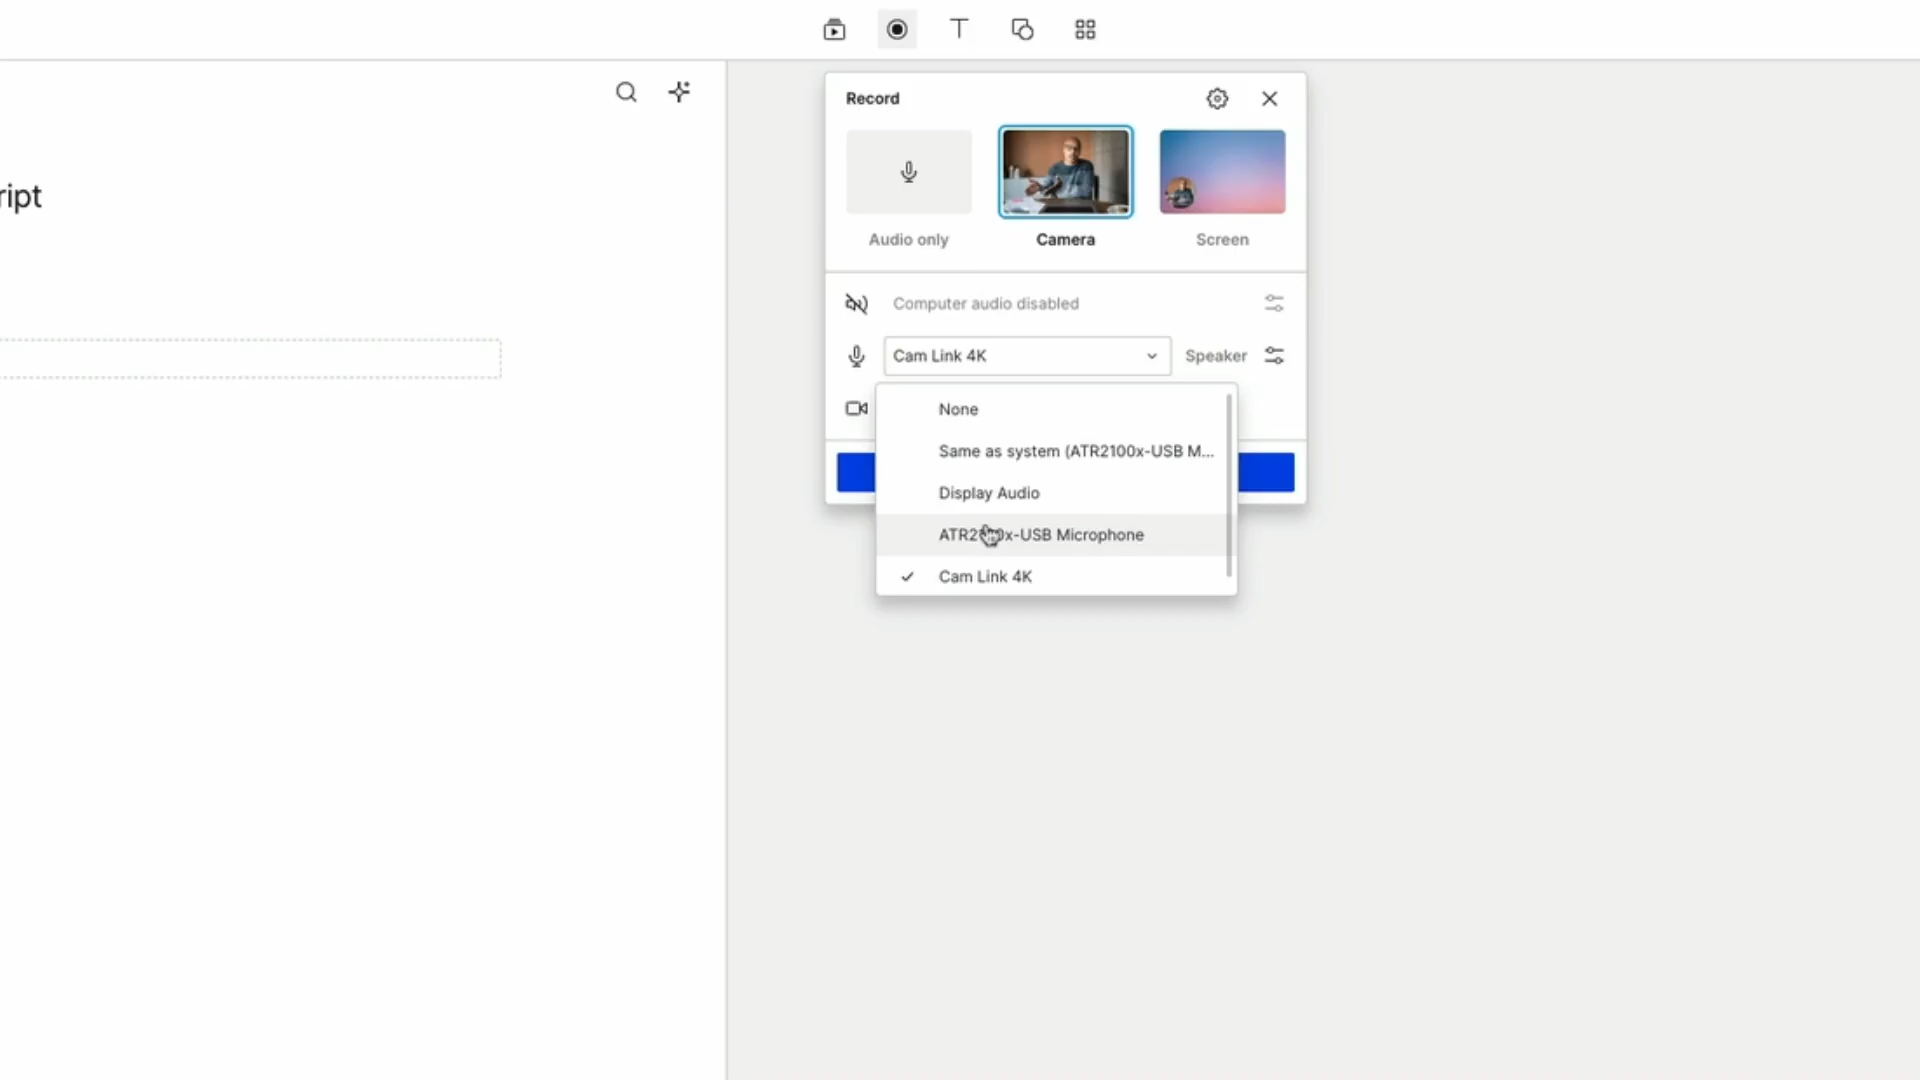 Record
Audio only
Camera
Screen
Computer audio disabled
Cam Link 4K
Speaker
None
Same as system (ATR2100x-USB M...
Display Audio
ATR2100x-USB Microphone
Cam Link 4K
ript